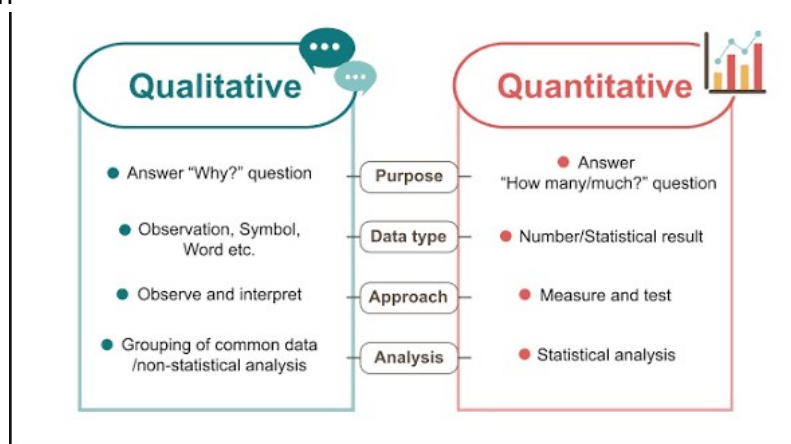 Qualitative
Quantitative
Answer “Why?” question
Purpose
Answer
“How many/much?” question
Observation, Symbol,
Word etc.
Data type
Number/Statistical result
Observe and interpret
Approach
Measure and test
Grouping of common data
/non-statistical analysis
Analysis
Statistical analysis